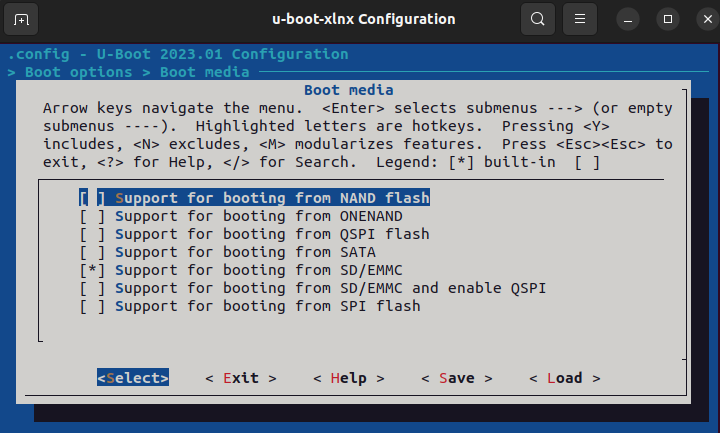 u-boot-xlnx Configuration
.config - U-Boot 2023.01 Configuration
> Boot options > Boot media
Boot media
Arrow keys navigate the menu. <Enter> selects submenus ---> (or empty
submenus ----). Highlighted letters are hotkeys. Pressing <Y>
includes, <N> excludes, <M> modularizes features. Press <Esc><Esc> to
exit, <?> for Help, </> for Search. Legend: [*] built-in [ ]
[ ] Support for booting from NAND flash
[ ] Support for booting from ONENAND
[ ] Support for booting from QSPI flash
[ ] Support for booting from SATA
[*] Support for booting from SD/EMMC
[ ] Support for booting from SD/EMMC and enable QSPI
[ ] Support for booting from SPI flash
<Select> < Exit > < Help > < Save > < Load >